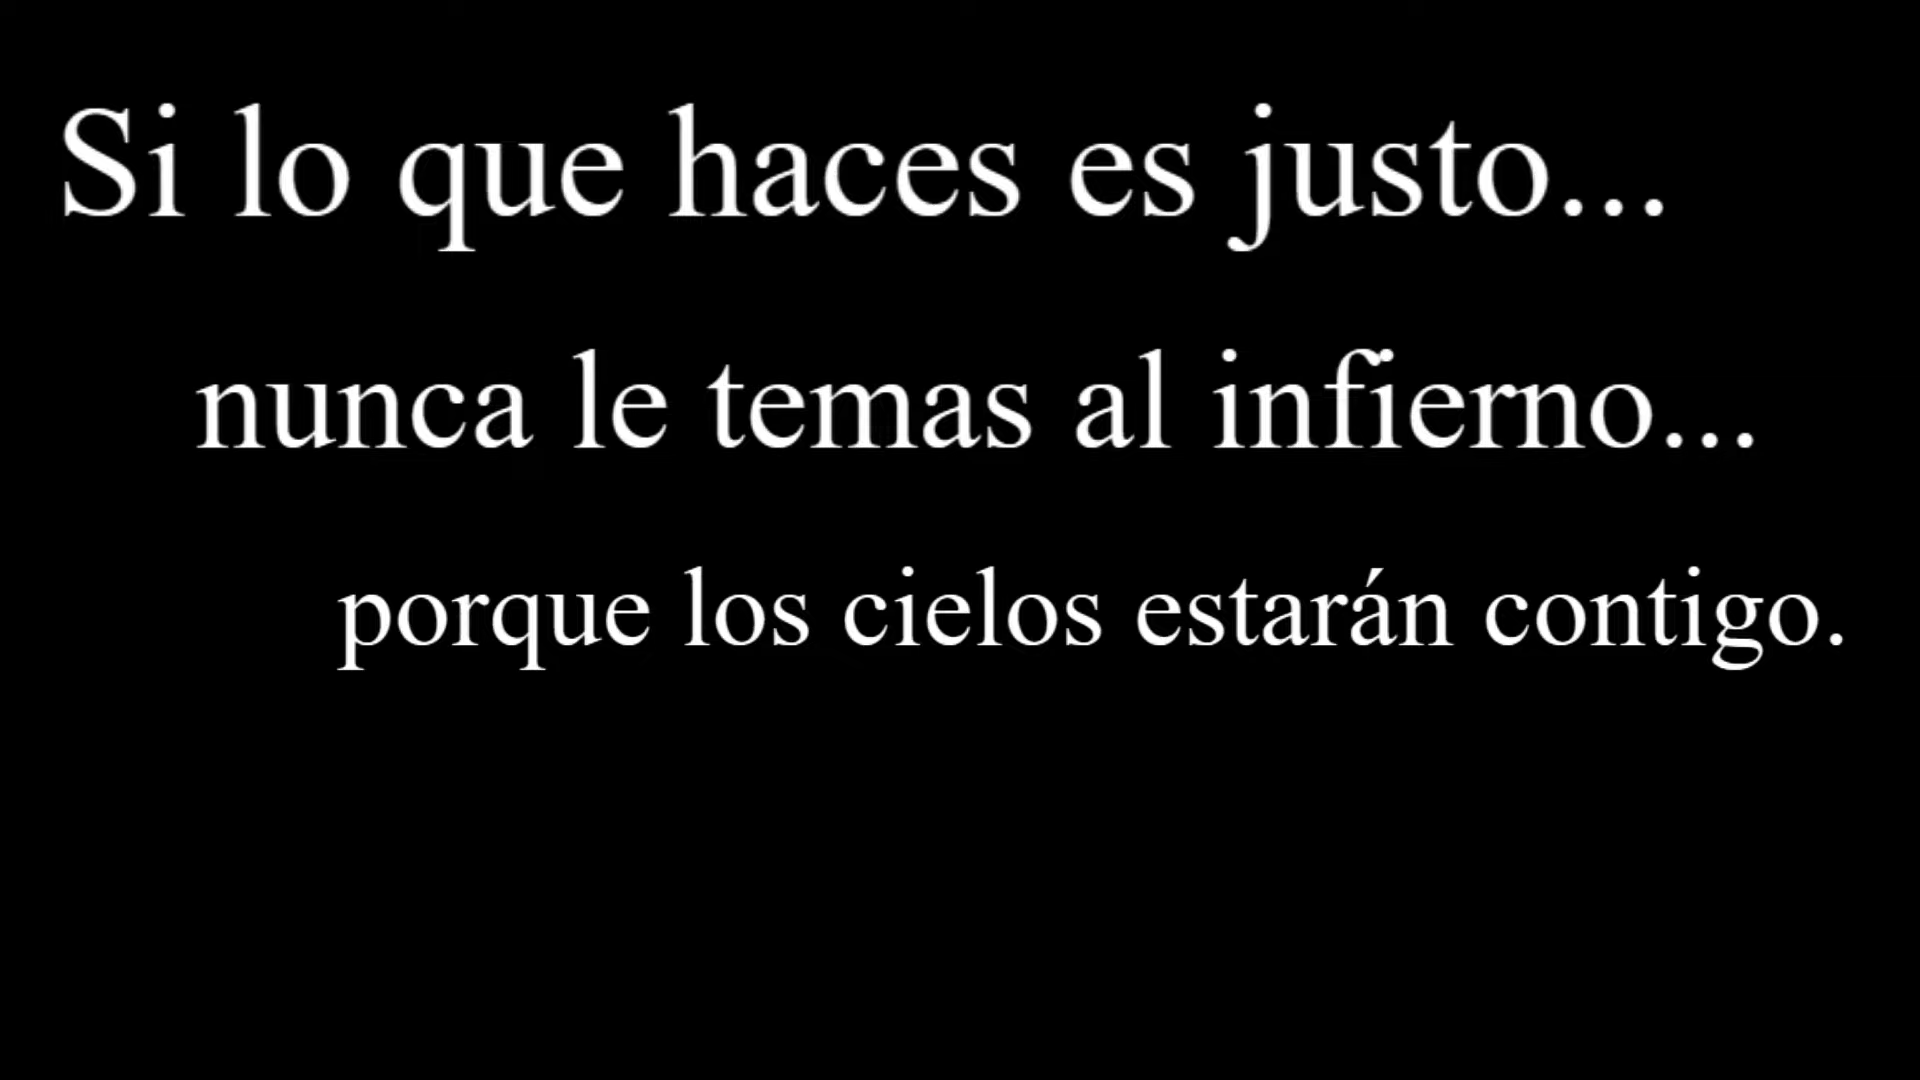 Si lo que haces es justo...
nunca le temas al infierno...
porque los cielos estarán contigo.